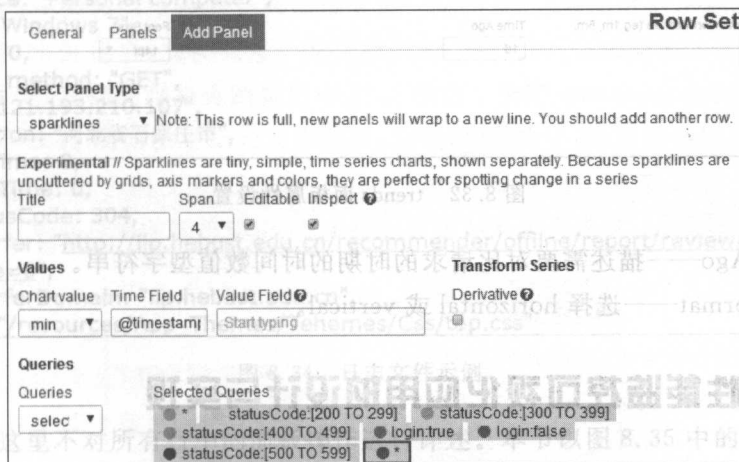 General Panels Add Panel Row Set
Select Panel Type
sparklines Note: This row is full, new panels will wrap to a new line. You should add another row.
Experimental // Sparklines are tiny, simple, time series charts, shown separately. Because sparklines are
uncluttered by grids, axis markers and colors, they are perfect for spotting change in a series
Title Span Editable Inspect
4
Values Transform Series
Chart value Time Field Value Field Derivative
min @timestamp Start typing
Queries
Queries Selected Queries
selec * statusCode:[200 TO 299] statusCode:[300 TO 399]
statusCode:[400 TO 499] login:true login:false
statusCode:[500 TO 599] *